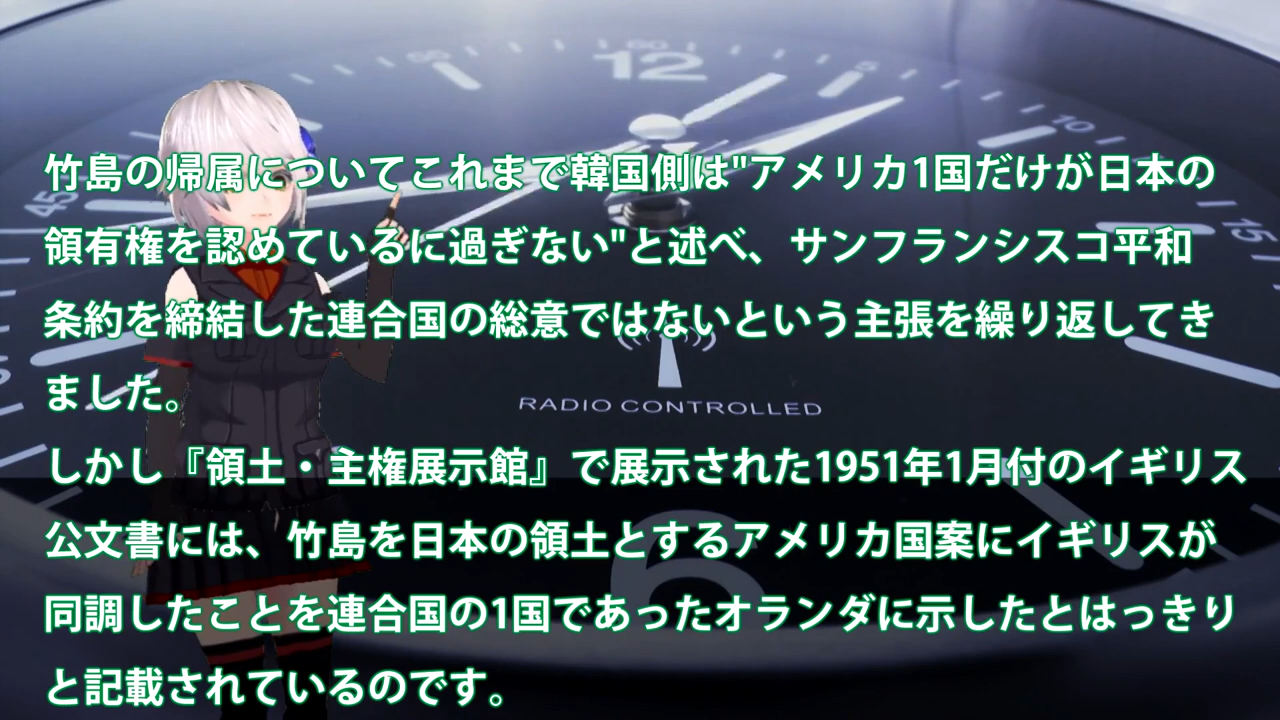 竹島の帰属についてこれまで韓国側は"アメリカ1国だけが日本の
領有権を認めているに過ぎない"と述べ、サンフランシスコ平和
条約を締結した連合国の総意ではないという主張を繰り返してき
ました。
しかし『領土・主権展示館』で展示された1951年1月付のイギリス
公文書には、竹島を日本の領土とするアメリカ国案にイギリスが
同調したことを連合国の1国であったオランダに示したとはっきり
と記載されているのです。
55
60
12
5
10
45
15
RADIO CONTROLLED
6